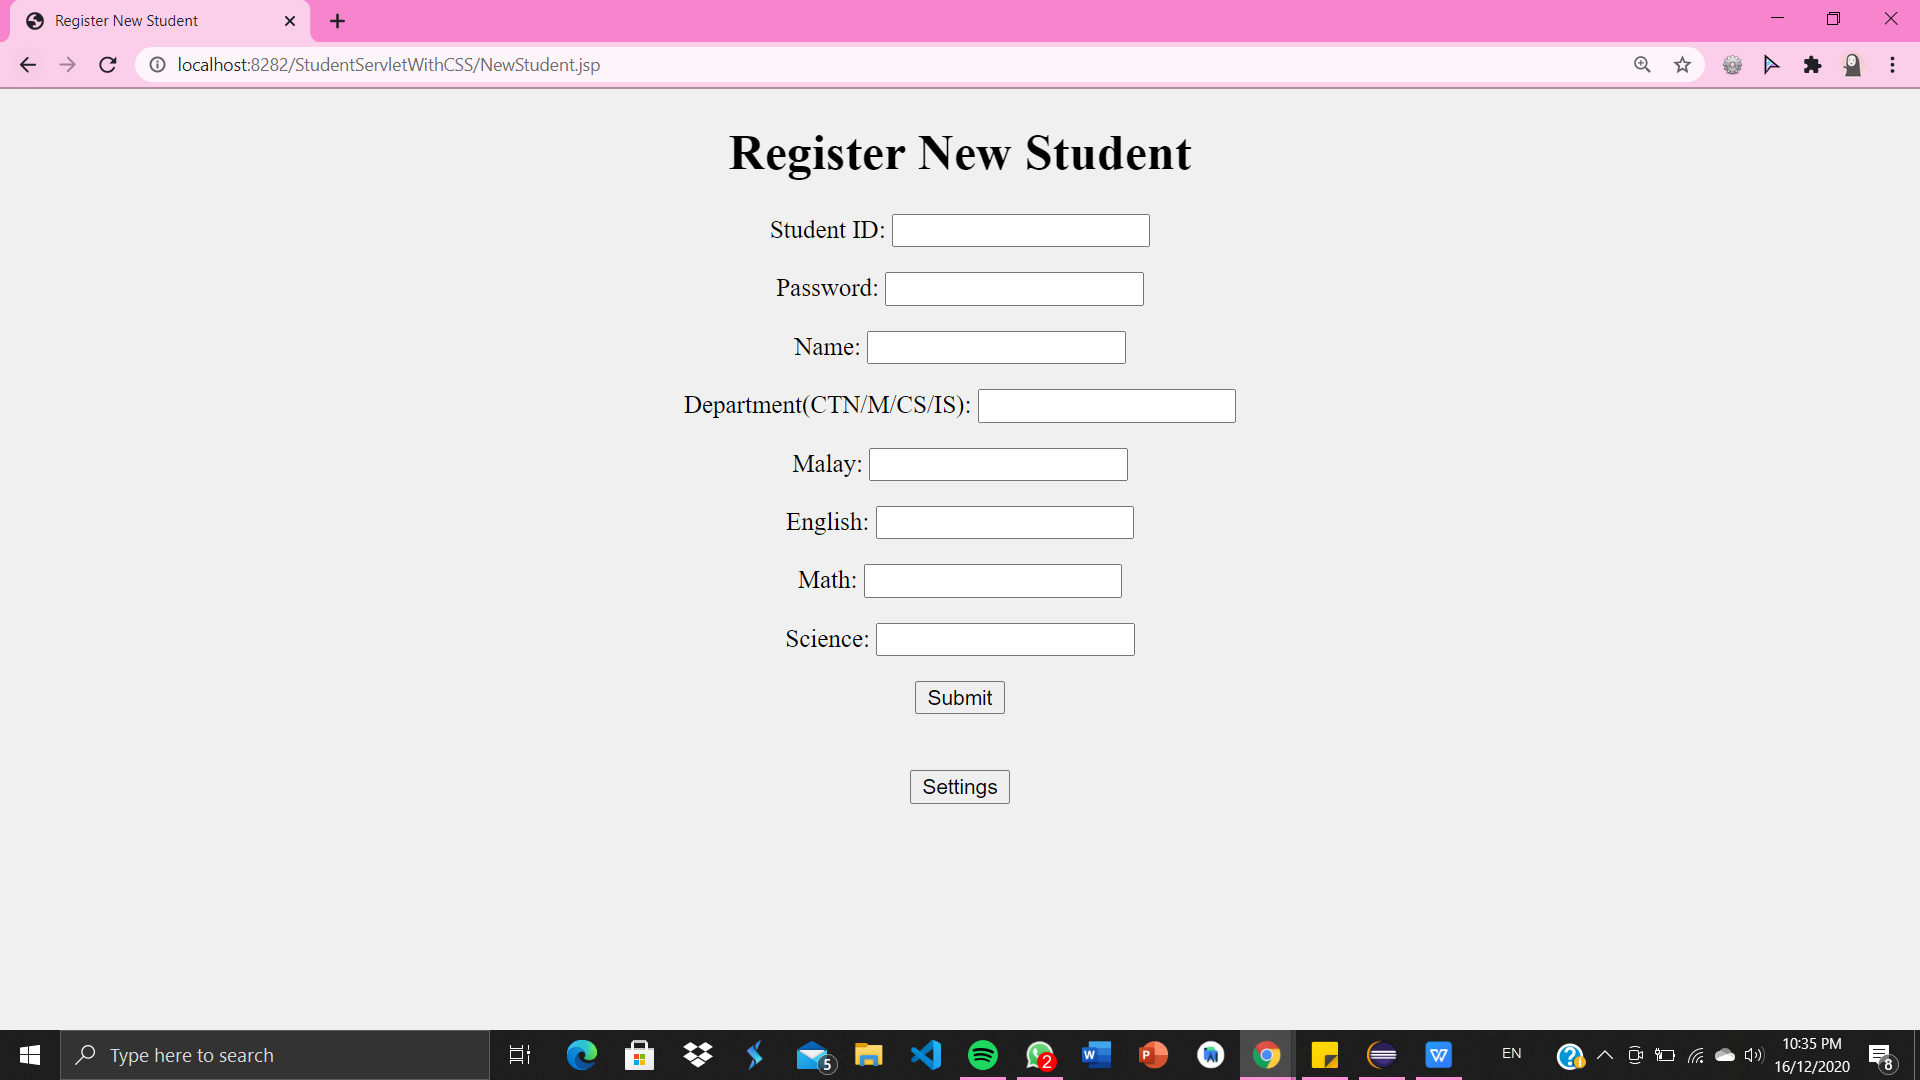 Register New Student
localhost:8282/StudentServletWithCSS/NewStudent.jsp
Register New Student
Student ID:
Password:
Name:
Department(CTN/M/CS/IS):
Malay:
English:
Math:
Science:
Submit
Settings
Type here to search
5
2
EN
10:35 PM
16/12/2020
8